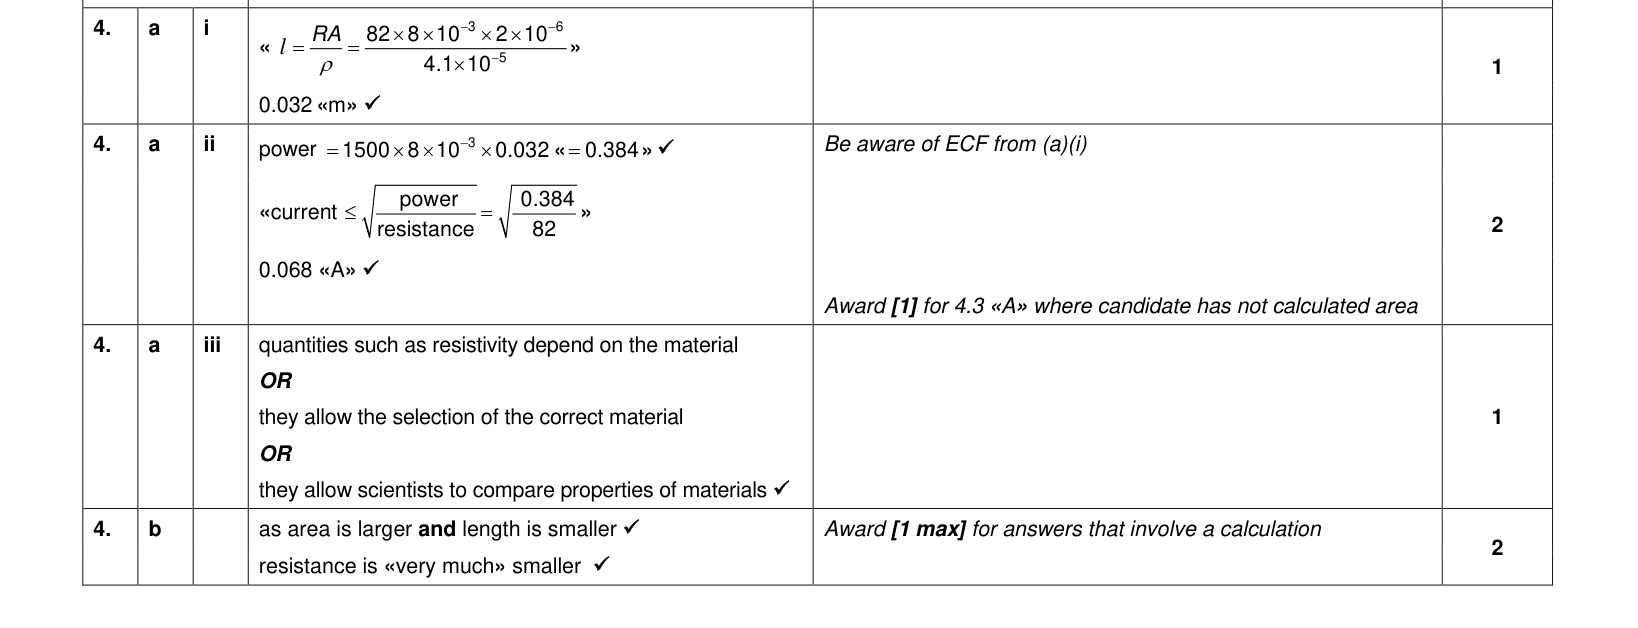 4. a i « l = RA/ρ = 82×8×10⁻³×2×10⁻⁶/4.1×10⁻⁵ »
0.032 «m» ✓
1
4. a ii power = 1500×8×10⁻³×0.032 «= 0.384» ✓
Be aware of ECF from (a)(i)
«current ≤ √(power/resistance) = √(0.384/82) »
2
0.068 «A» ✓
Award [1] for 4.3 «A» where candidate has not calculated area
4. a iii quantities such as resistivity depend on the material
OR
they allow the selection of the correct material
1
OR
they allow scientists to compare properties of materials ✓
4. b as area is larger and length is smaller ✓
Award [1 max] for answers that involve a calculation
2
resistance is «very much» smaller ✓